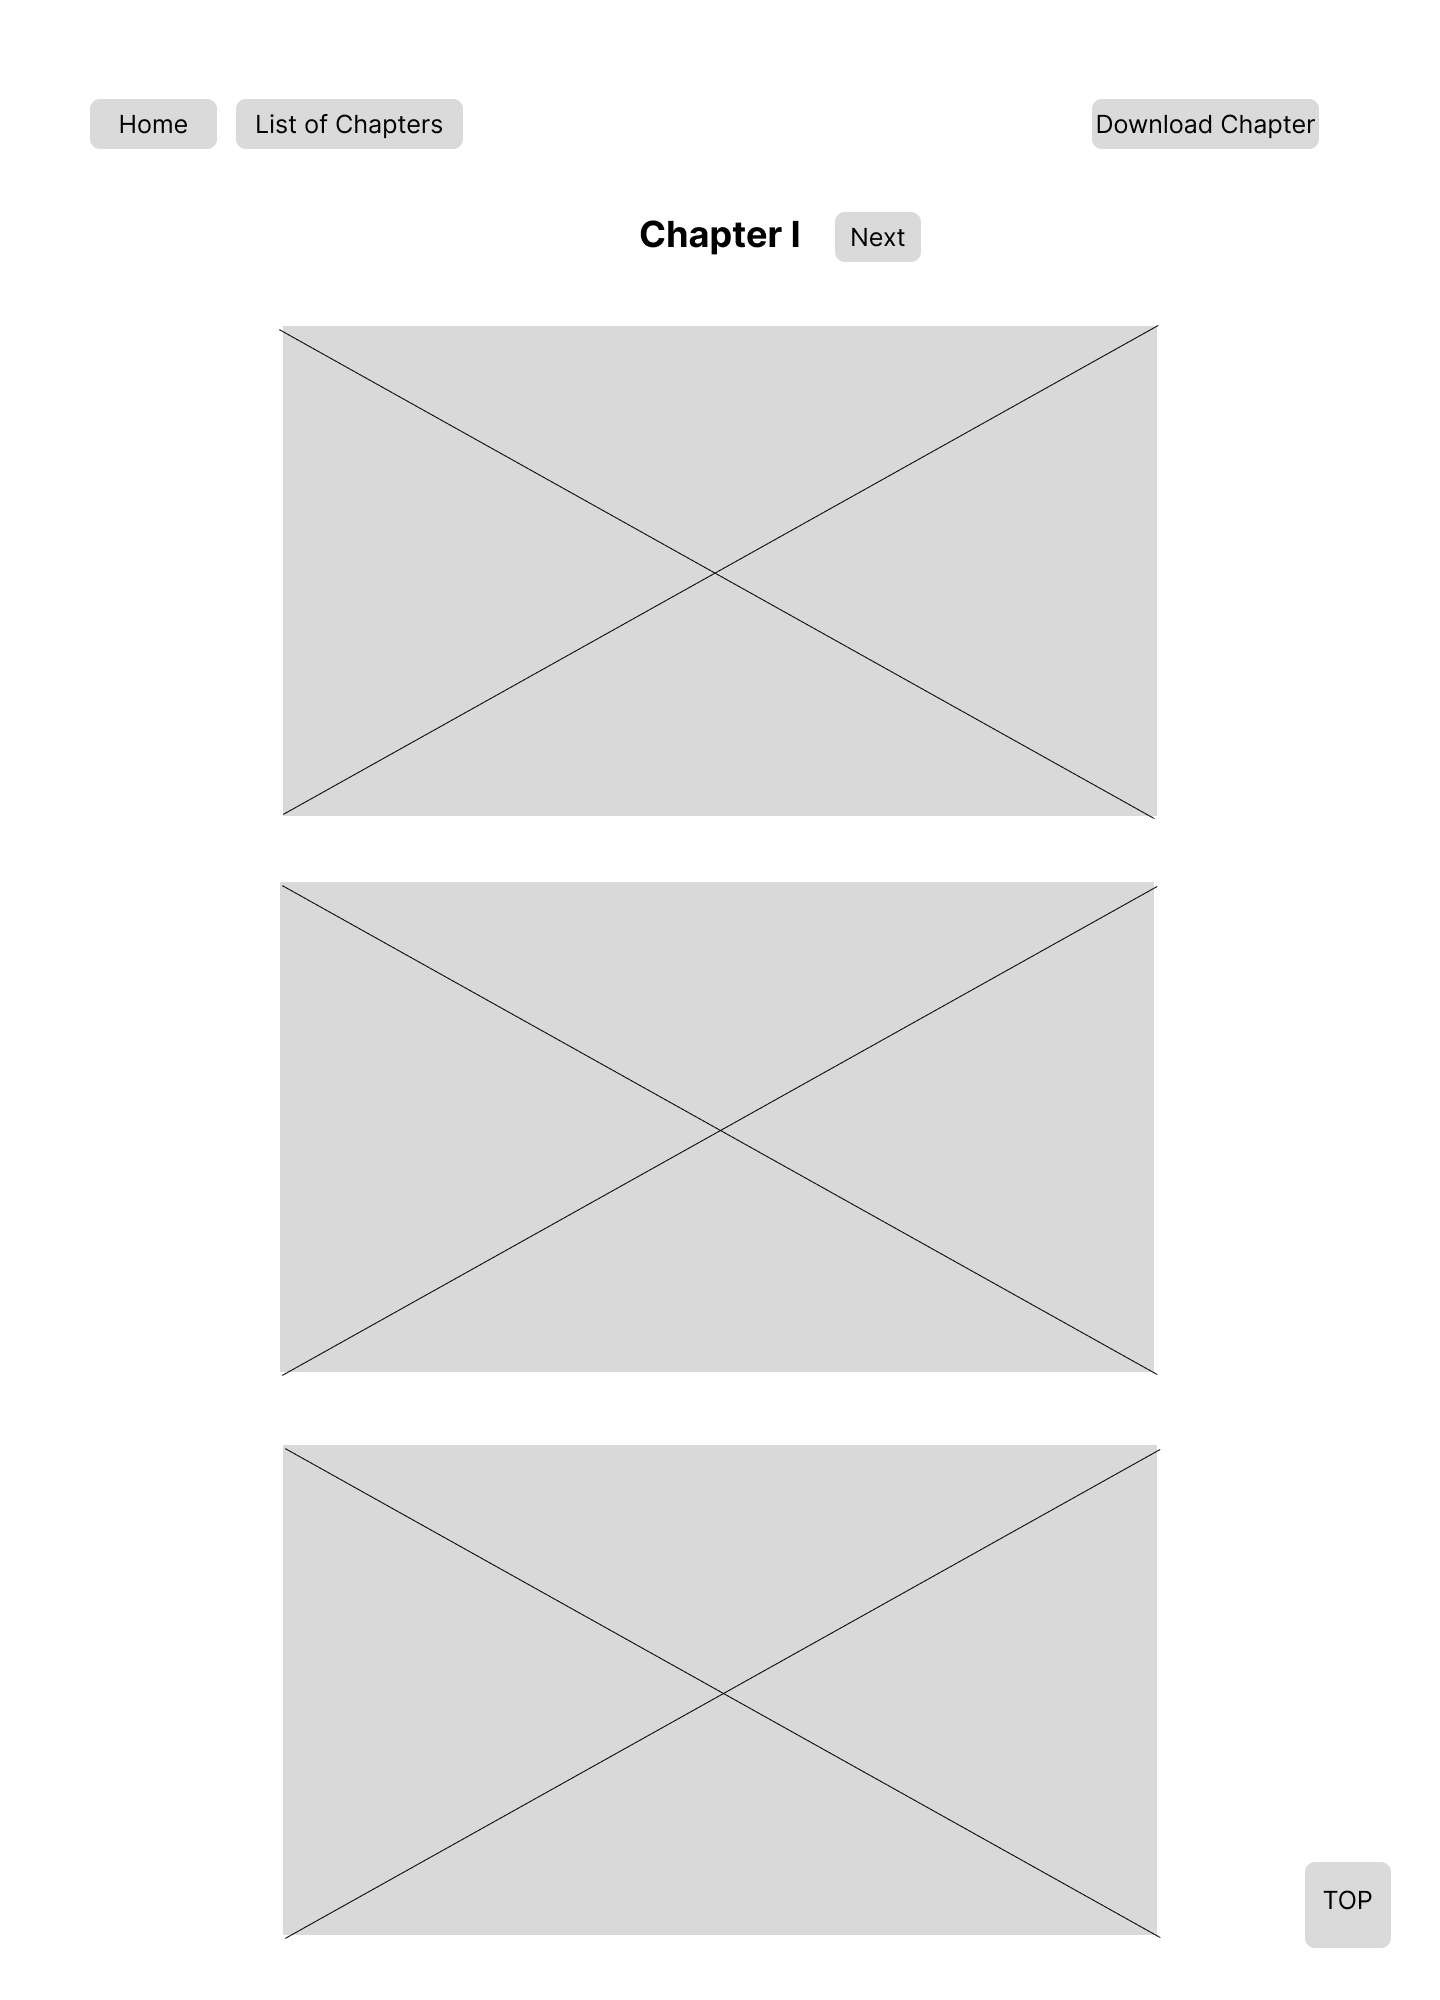 Home
List of Chapters
Download Chapter
Chapter I
Next
TOP